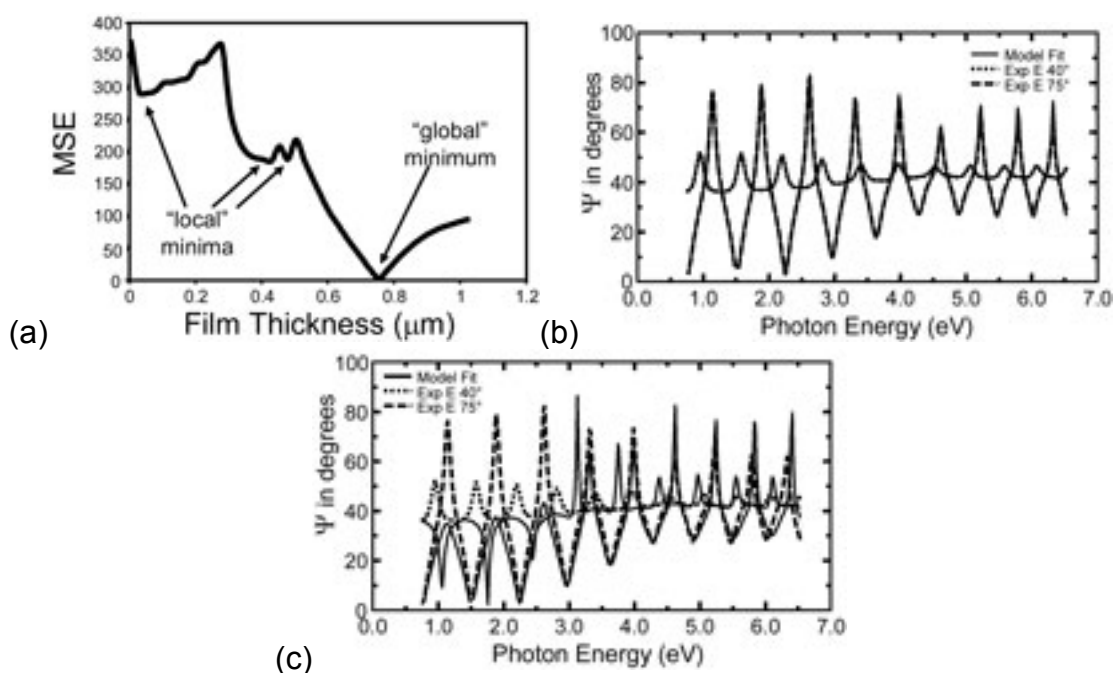 400
350
300
250
200
150
100
50
0
MSE
"global"
minimum
"local"
minima
0 0.2 0.4 0.6 0.8 1 1.2
Film Thickness (μm)
(a)
100
80
60
40
20
0
Ψ in degrees
Model Fit
Exp E 40°
Exp E 75°
1.0 2.0 3.0 4.0 5.0 6.0 7.0
Photon Energy (eV)
(b)
100
80
60
40
20
0
Ψ in degrees
Model Fit
Exp E 40°
Exp E 75°
0.0 1.0 2.0 3.0 4.0 5.0 6.0 7.0
Photon Energy (eV)
(c)